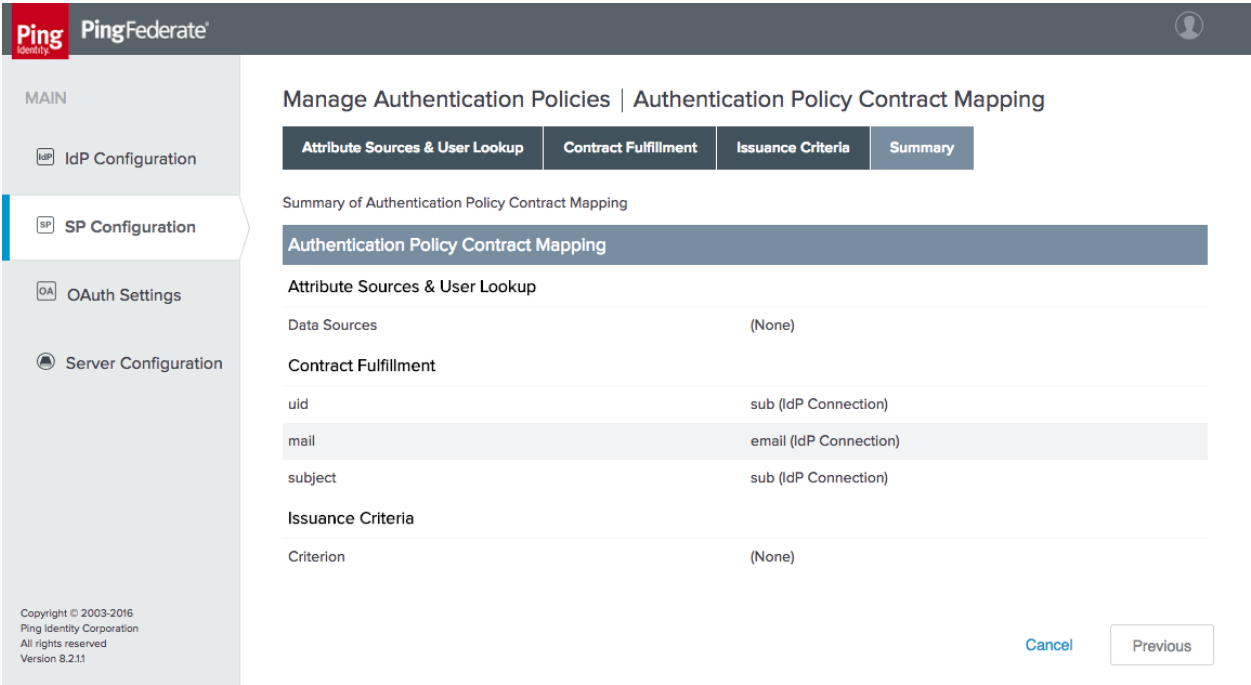 Ping
Identity
PingFederate
MAIN
IdP IdP Configuration
SP SP Configuration
OA OAuth Settings
Server Configuration
Copyright © 2003-2016
Ping Identity Corporation
All rights reserved
Version 8.2.1.1
Manage Authentication Policies | Authentication Policy Contract Mapping
Attribute Sources & User Lookup Contract Fulfillment Issuance Criteria Summary
Summary of Authentication Policy Contract Mapping
Authentication Policy Contract Mapping
Attribute Sources & User Lookup
Data Sources (None)
Contract Fulfillment
uid sub (IdP Connection)
mail email (IdP Connection)
subject sub (IdP Connection)
Issuance Criteria
Criterion (None)
Cancel Previous